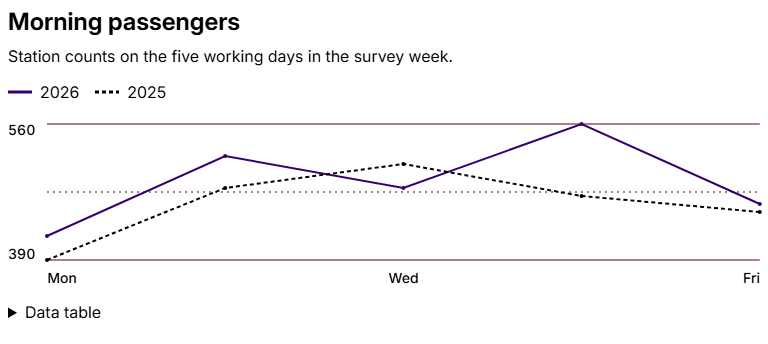 Morning passengers
Station counts on the five working days in the survey week.
2026 2025
560
390
Mon Wed Fri
Data table